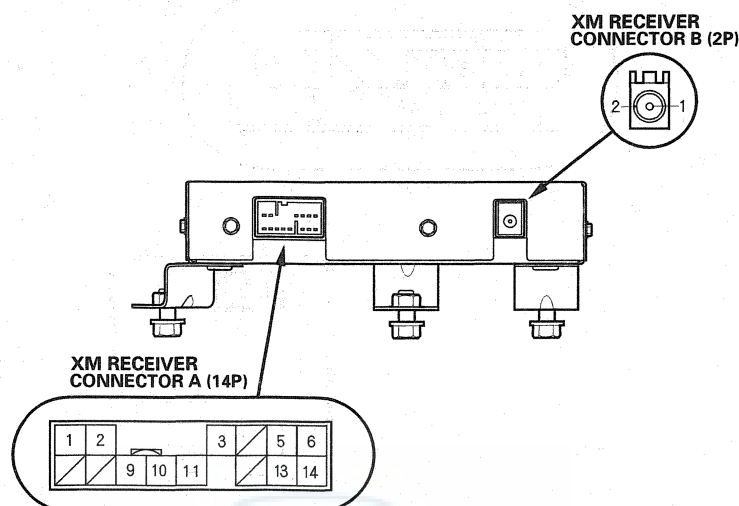 XM RECEIVER
CONNECTOR B (2P)
2 1
XM RECEIVER
CONNECTOR A (14P)
1 2 3 5 6
9 10 11 13 14